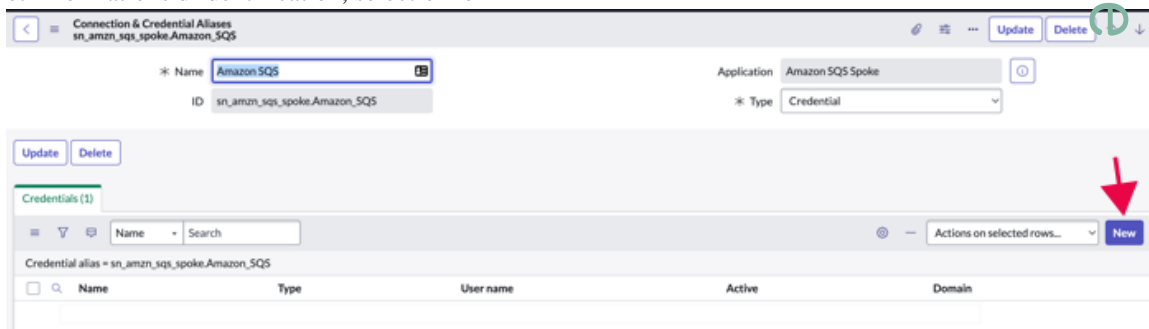 Connection & Credential Aliases
sn_amzn_sqs_spoke.Amazon_SQS
Update Delete
* Name Amazon SQS
Application Amazon SQS Spoke
ID sn_amzn_sqs_spoke.Amazon_SQS
* Type Credential
Update Delete
Credentials (1)
Name Search
Actions on selected rows... New
Credential alias = sn_amzn_sqs_spoke.Amazon_SQS
Name Type User name Active Domain